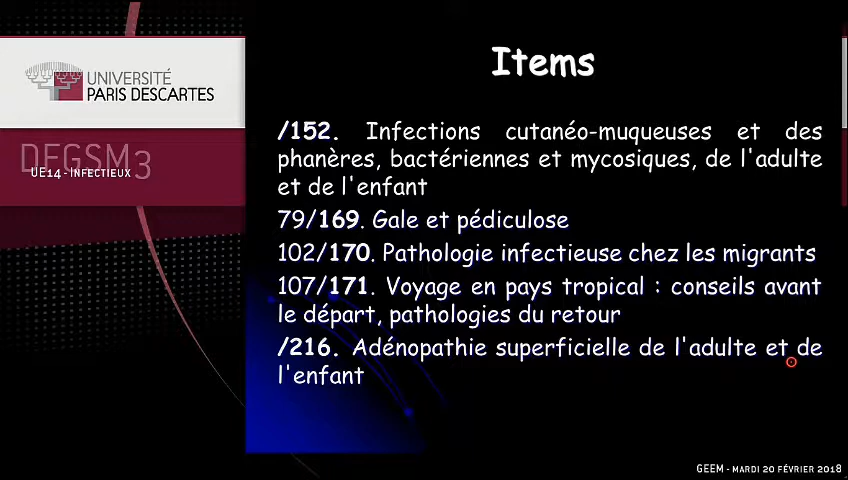 UNIVERSITÉ
PARIS DESCARTES
DFGSM3
UE14 - INFECTIEUX
Items
/152. Infections cutanéo-muqueuses et des
phanères, bactériennes et mycosiques, de l'adulte
et de l'enfant
79/169. Gale et pédiculose
102/170. Pathologie infectieuse chez les migrants
107/171. Voyage en pays tropical : conseils avant
le départ, pathologies du retour
/216. Adénopathie superficielle de l'adulte et de
l'enfant
GEEM - MARDI 20 FÉVRIER 2018